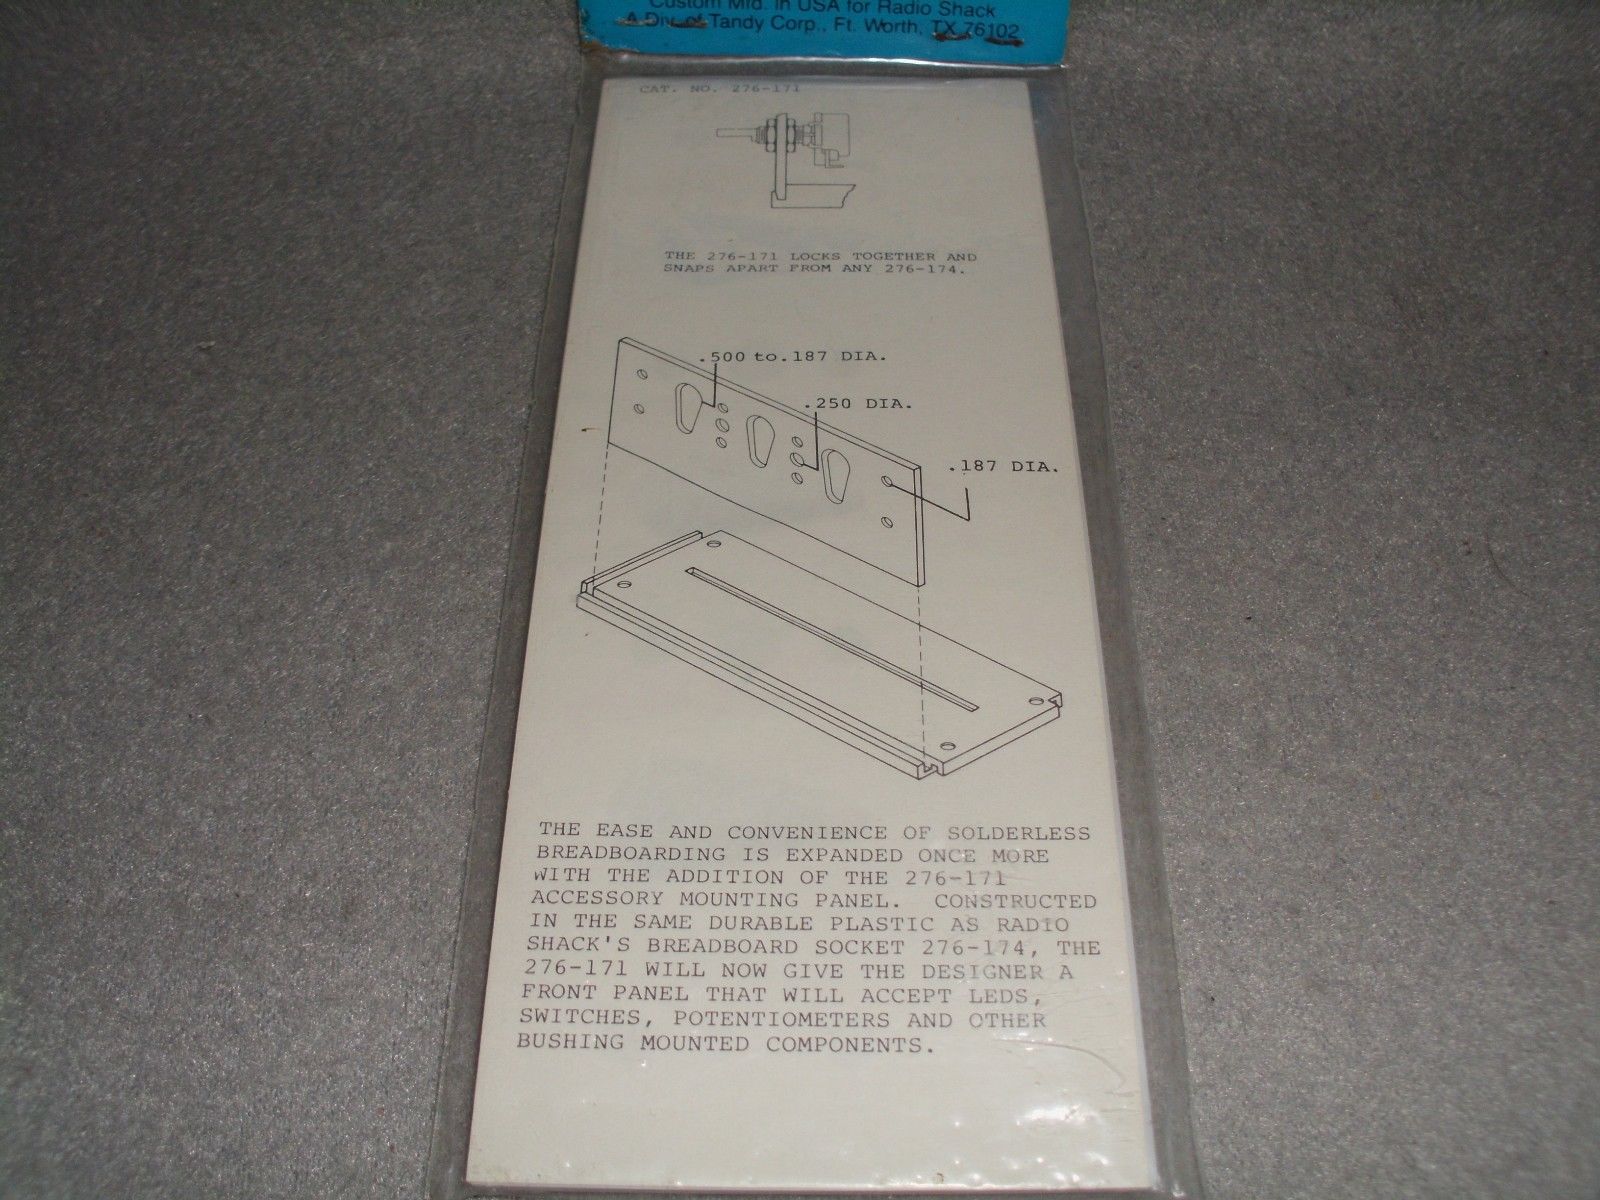 Custom Mfd. in USA for Radio Shack
A Div. of Tandy Corp., Ft. Worth, TX 76102
CAT. NO. 276-171
THE 276-171 LOCKS TOGETHER AND
SNAPS APART FROM ANY 276-174.
.500 to .187 DIA.
.250 DIA.
.187 DIA.
THE EASE AND CONVENIENCE OF SOLDERLESS
BREADBOARDING IS EXPANDED ONCE MORE
WITH THE ADDITION OF THE 276-171
ACCESSORY MOUNTING PANEL. CONSTRUCTED
IN THE SAME DURABLE PLASTIC AS RADIO
SHACK'S BREADBOARD SOCKET 276-174, THE
276-171 WILL NOW GIVE THE DESIGNER A
FRONT PANEL THAT WILL ACCEPT LEDS,
SWITCHES, POTENTIOMETERS AND OTHER
BUSHING MOUNTED COMPONENTS.